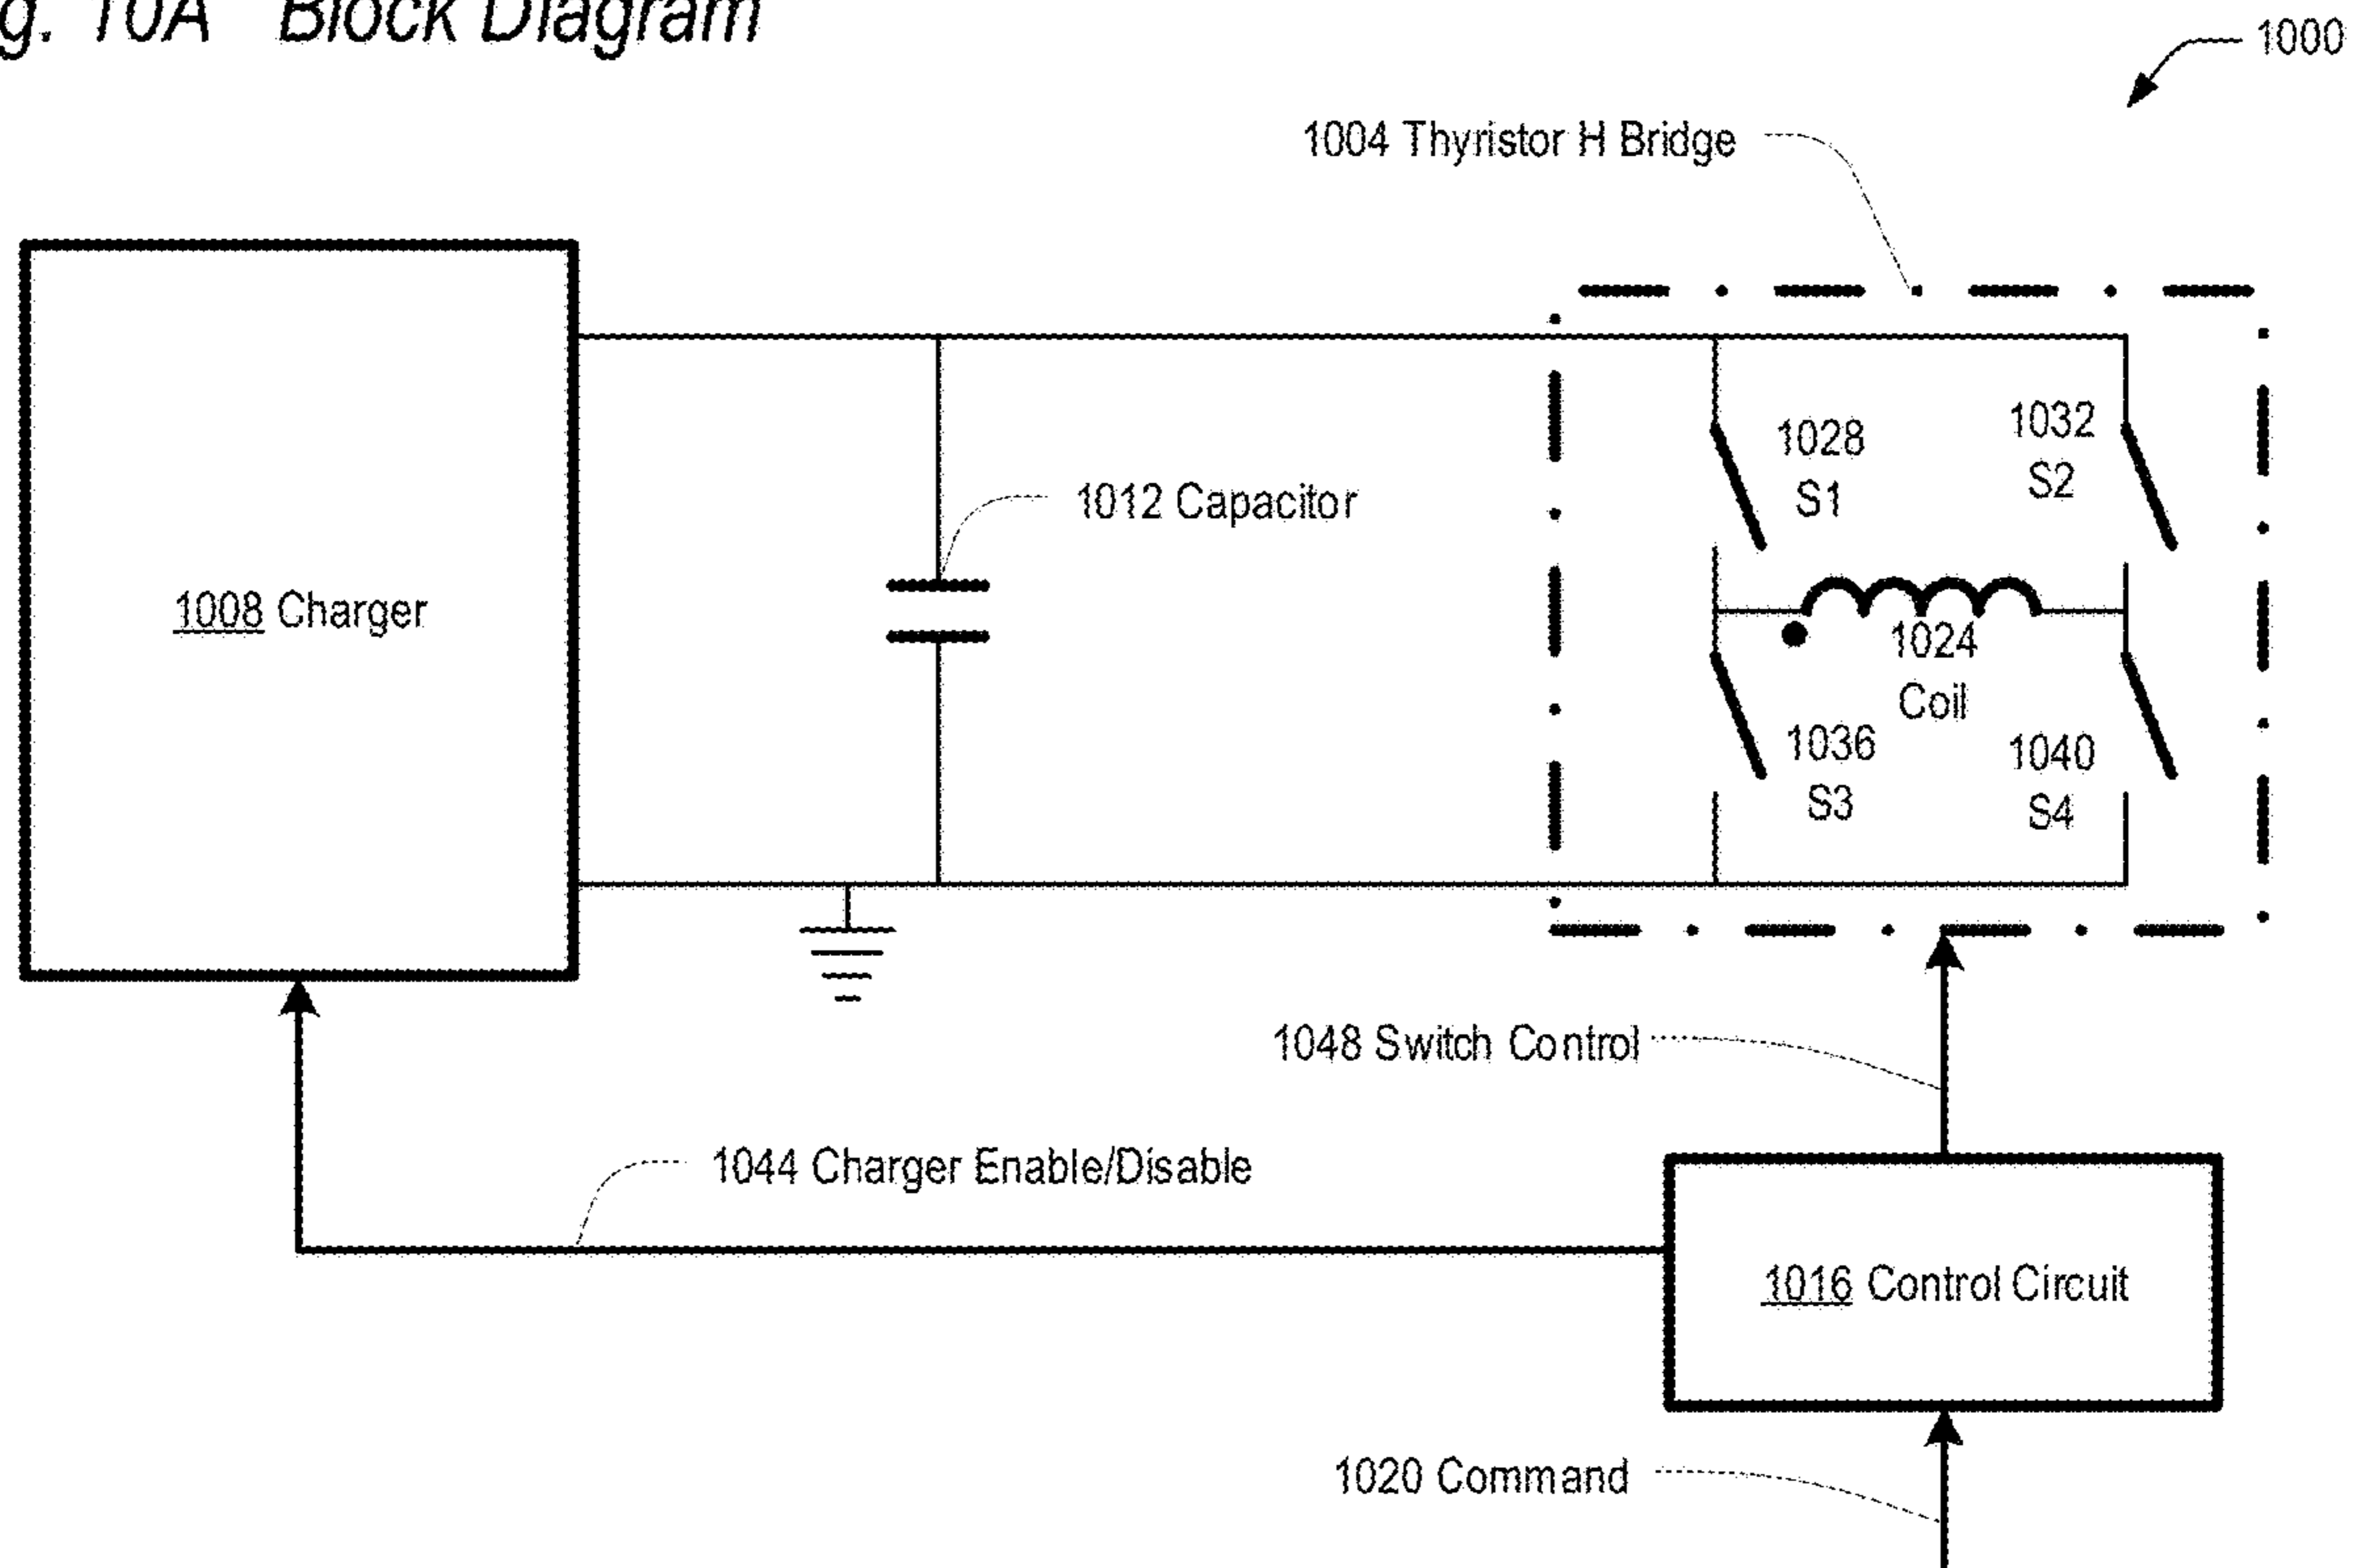 g. 10A Block Diagram
1000
1004 Thyristor H Bridge
1028
S1
1032
S2
1012 Capacitor
1008 Charger
1024
Coil
1036
S3
1040
S4
1048 Switch Control
1044 Charger Enable/Disable
1016 Control Circuit
1020 Command